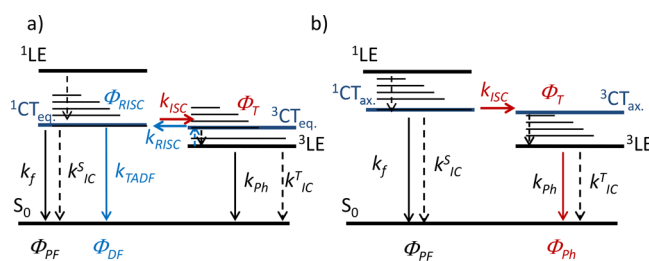 a)
¹LE
¹CT_eq.
Φ_RISC
k_ISC
Φ_T
³CT_eq.
k_RISC
³LE
k_f
k^S_IC
k_TADF
k_Ph
k^T_IC
S₀
Φ_PF
Φ_DF
b)
¹LE
¹CT_ax.
k_ISC
Φ_T
³CT_ax.
³LE
k_f
k^S_IC
k_Ph
k^T_IC
S₀
Φ_PF
Φ_Ph